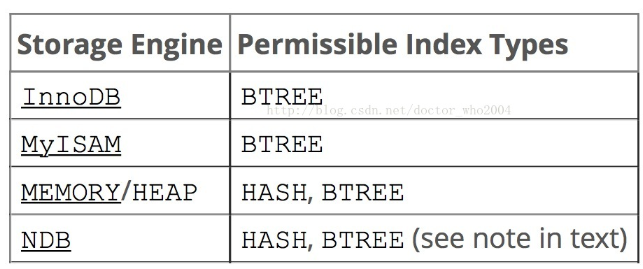 Storage Engine Permissible Index Types
InnoDB BTREE
http://blog.csdn.net/doctor_who2004
MyISAM BTREE
MEMORY/HEAP HASH, BTREE
NDB HASH, BTREE (see note in text)